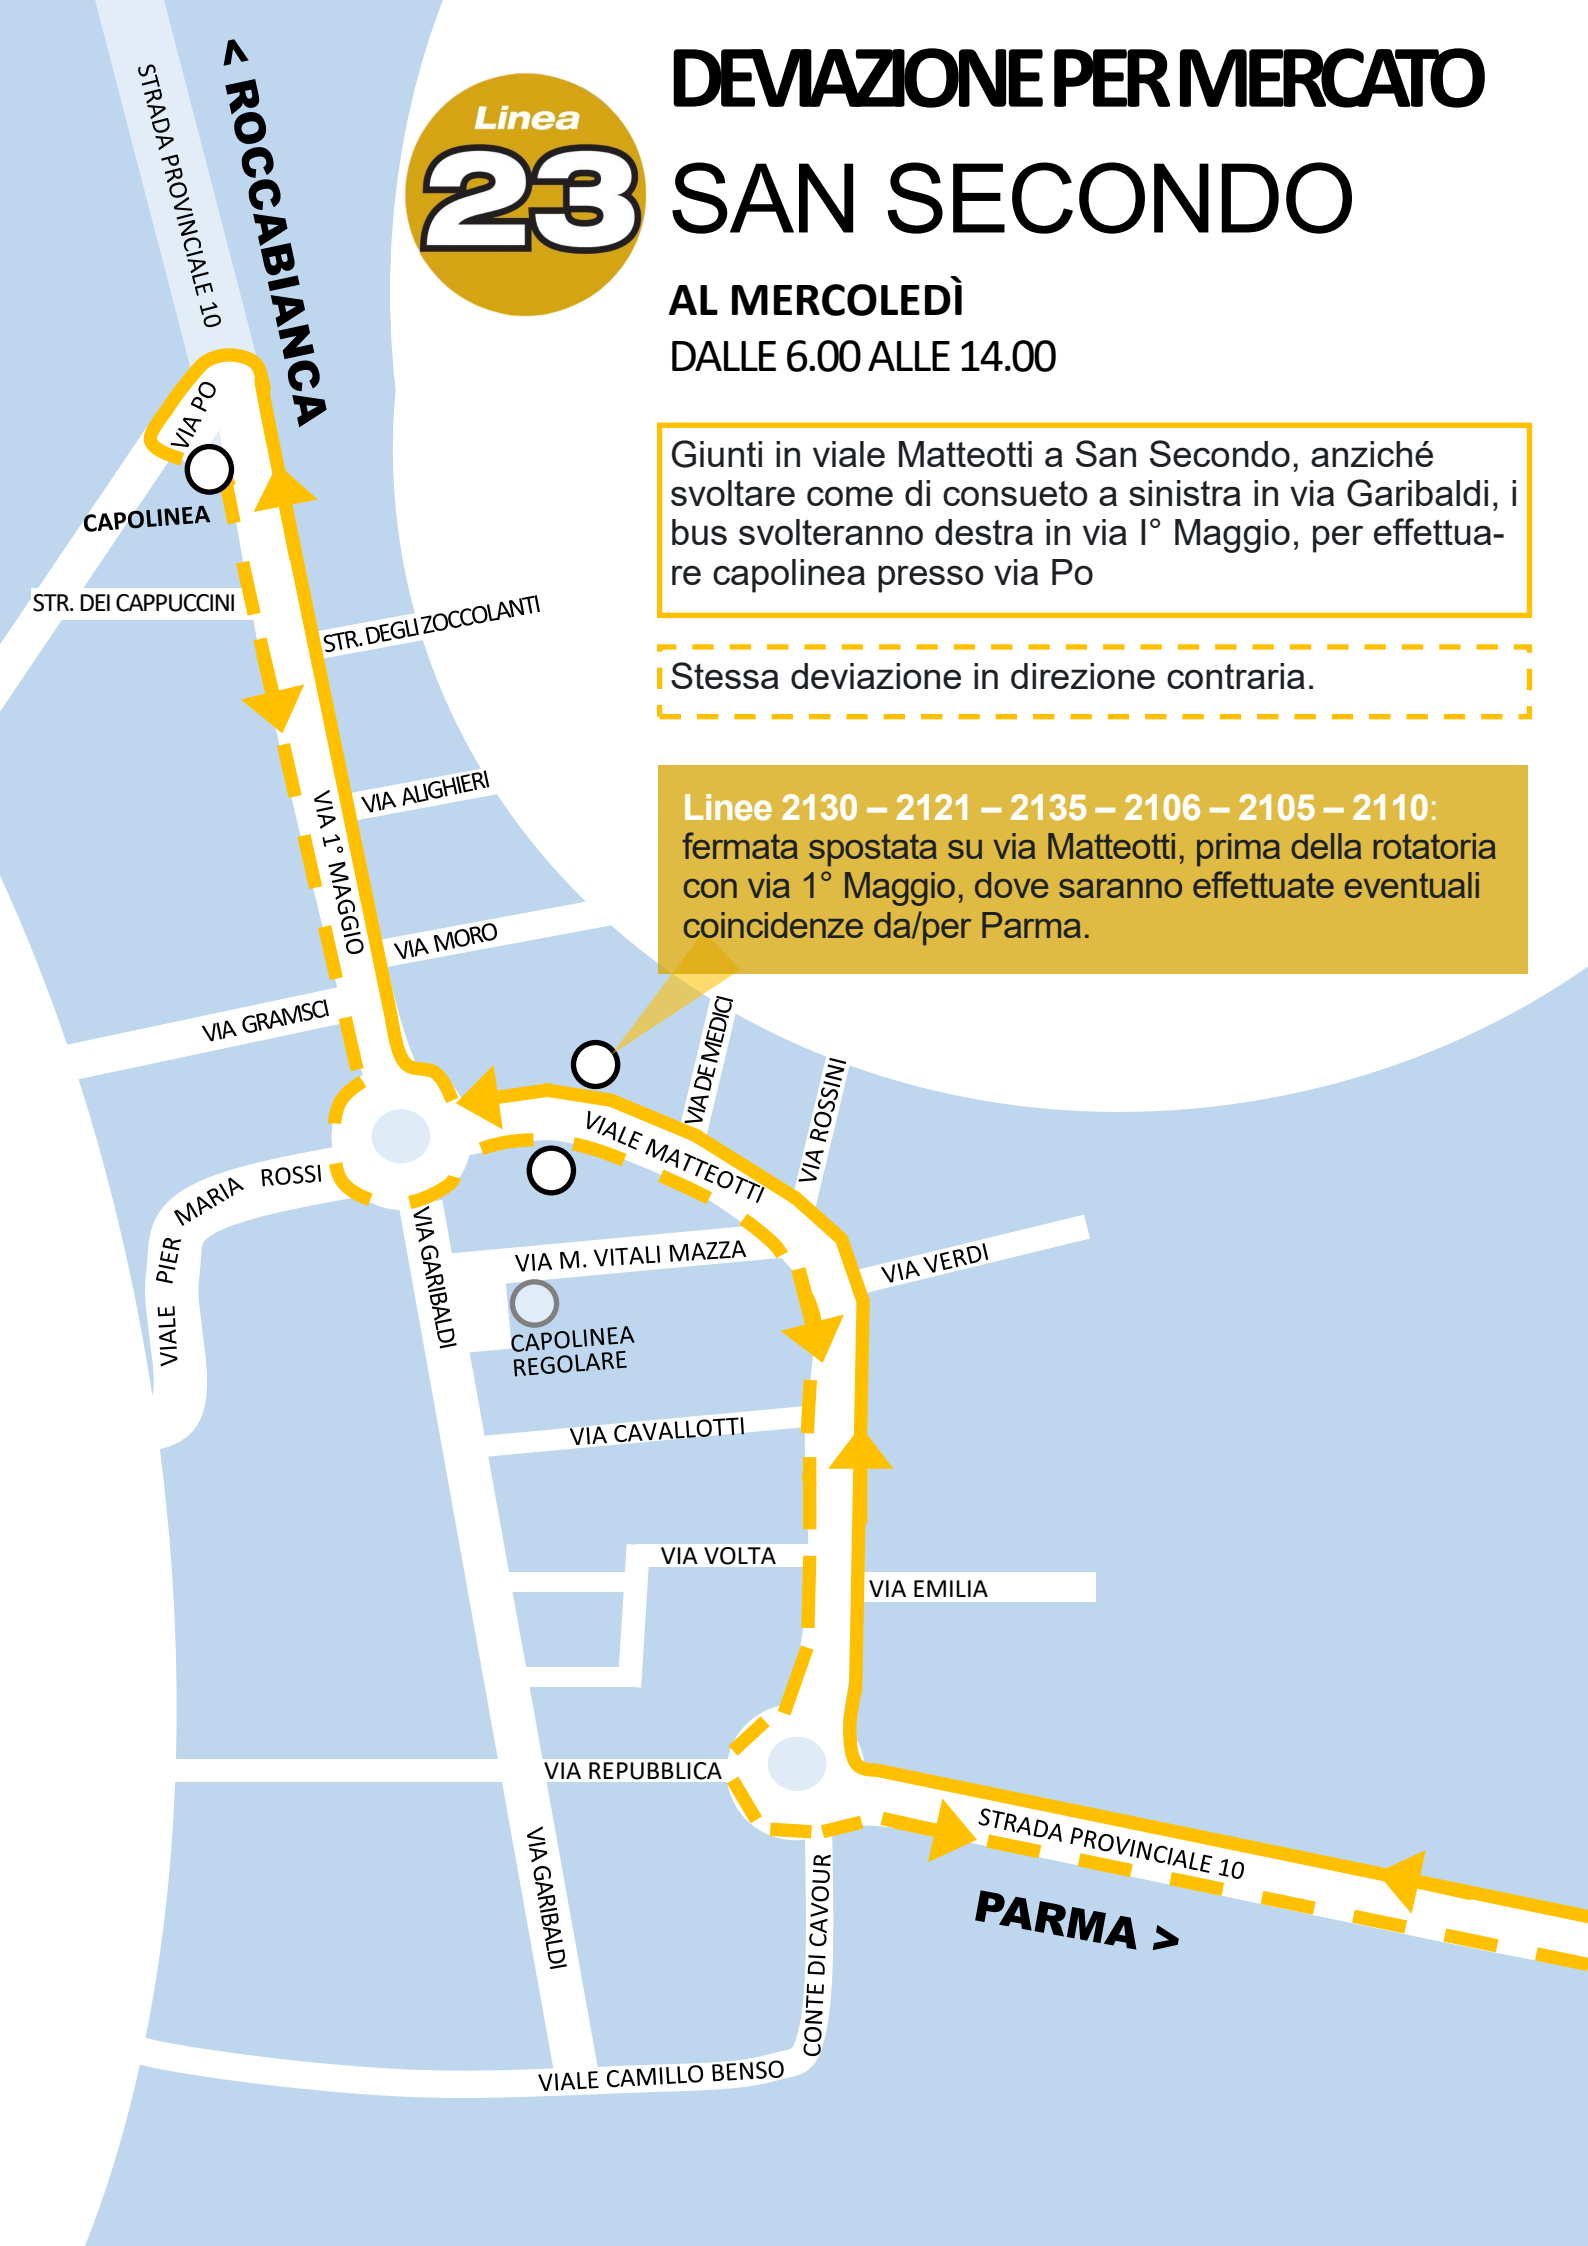 DEVIAZIONE PER MERCATO
Linea
23
SAN SECONDO
AL MERCOLEDÌ
DALLE 6.00 ALLE 14.00
Giunti in viale Matteotti a San Secondo, anziché
svoltare come di consueto a sinistra in via Garibaldi, i
bus svolteranno destra in via I° Maggio, per effettua-
re capolinea presso via Po
Stessa deviazione in direzione contraria.
Linee 2130 – 2121 – 2135 – 2106 – 2105 – 2110:
fermata spostata su via Matteotti, prima della rotatoria
con via 1° Maggio, dove saranno effettuate eventuali
coincidenze da/per Parma.
< ROCCABIANCA
STRADA PROVINCIALE 10
VIA PO
CAPOLINEA
STR. DEI CAPPUCCINI
STR. DEGLI ZOCCOLANTI
VIA ALIGHIERI
VIA 1° MAGGIO
VIA MORO
VIA GRAMSCI
VIA DE MEDICI
VIA ROSSINI
VIALE MATTEOTTI
VIALE PIER MARIA ROSSI
VIA GARIBALDI
VIA M. VITALI MAZZA
VIA VERDI
CAPOLINEA
REGOLARE
VIA CAVALLOTTI
VIA VOLTA
VIA EMILIA
VIA REPUBBLICA
STRADA PROVINCIALE 10
VIA GARIBALDI
PARMA >
CONTE DI CAVOUR
VIALE CAMILLO BENSO